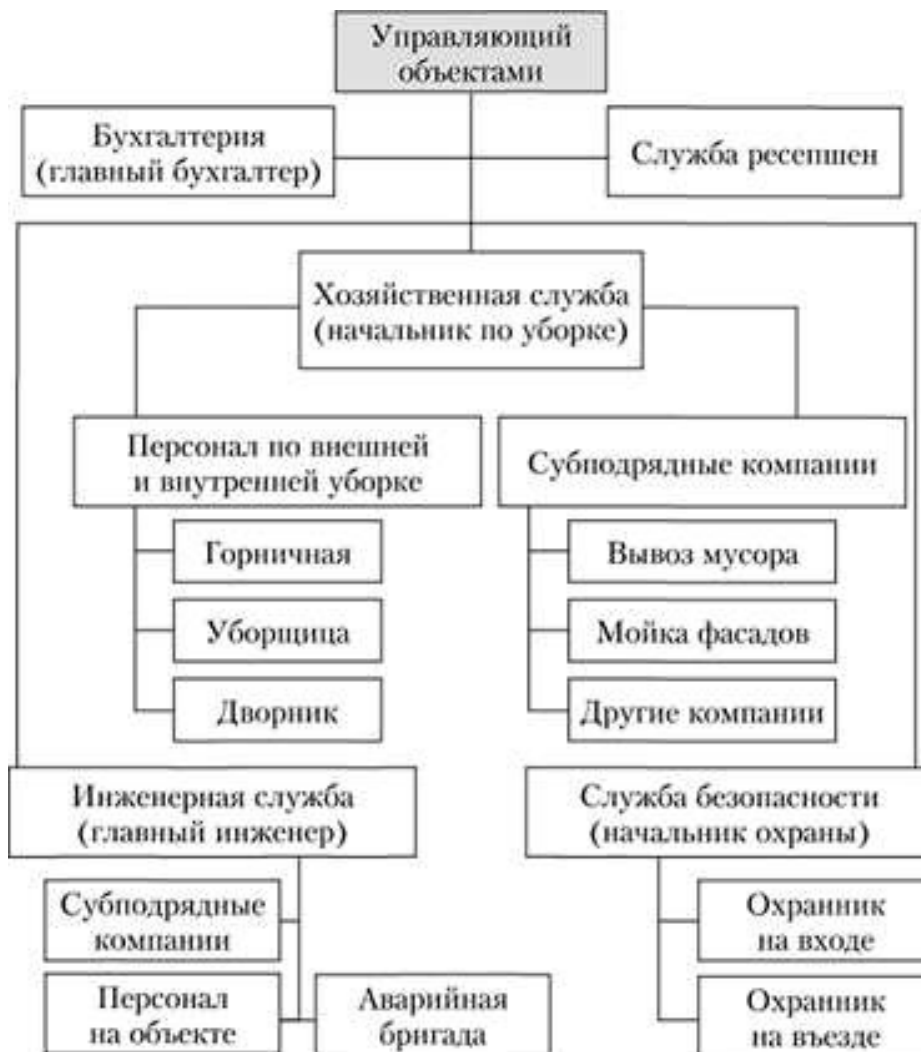 Управляющий
объектами
Бухгалтерия
(главный бухгалтер)
Служба ресепшен
Хозяйственная служба
(начальник по уборке)
Персонал по внешней
и внутренней уборке
Субподрядные компании
Горничная
Вывоз мусора
Уборщица
Мойка фасадов
Дворник
Другие компании
Инженерная служба
(главный инженер)
Служба безопасности
(начальник охраны)
Субподрядные
компании
Охранник
на входе
Персонал
на объекте
Аварийная
бригада
Охранник
на въезде